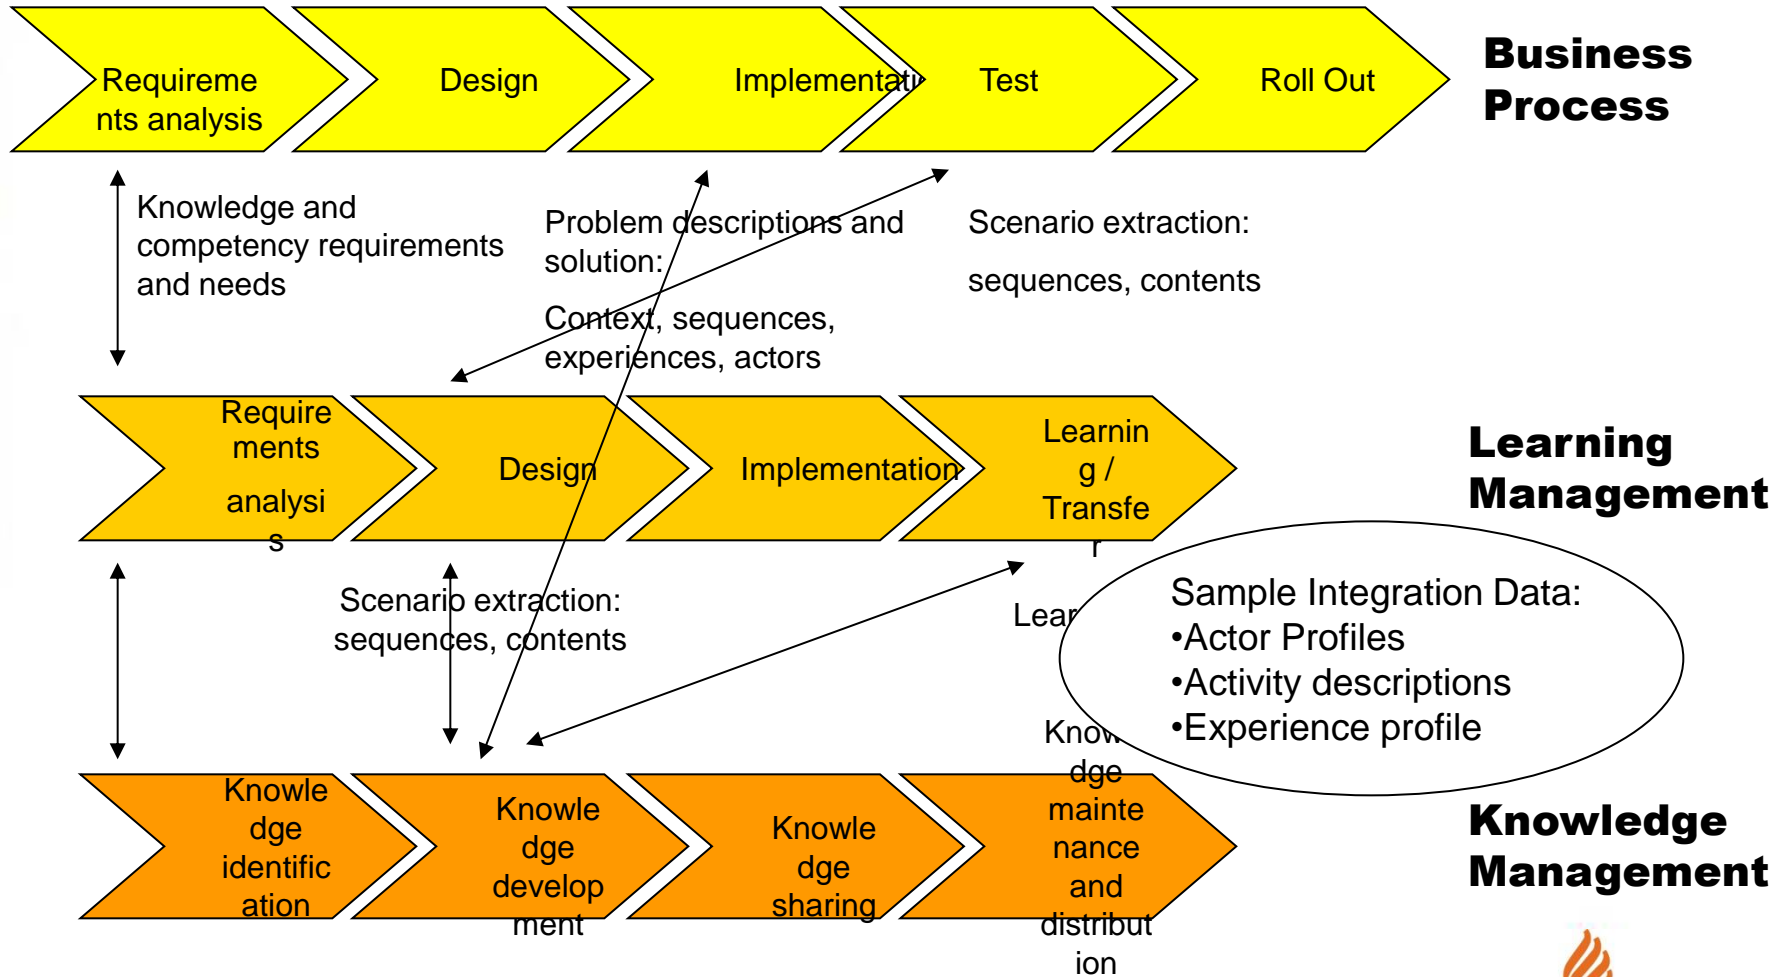 Requireme
nts analysis
Design
Implementati
Test
Roll Out
Business
Process
Knowledge and
competency requirements
and needs
Problem descriptions and
solution:
Context, sequences,
experiences, actors
Scenario extraction:
sequences, contents
Require
ments
analysi
s
Design
Implementation
Learnin
g /
Transfe
r
Learning
Management
Scenario extraction:
sequences, contents
Lear
Sample Integration Data:
•Actor Profiles
•Activity descriptions
•Experience profile
Knowle
dge
identific
ation
Knowle
dge
develop
ment
Knowle
dge
sharing
Know
dge
mainte
nance
and
distribut
ion
Knowledge
Management